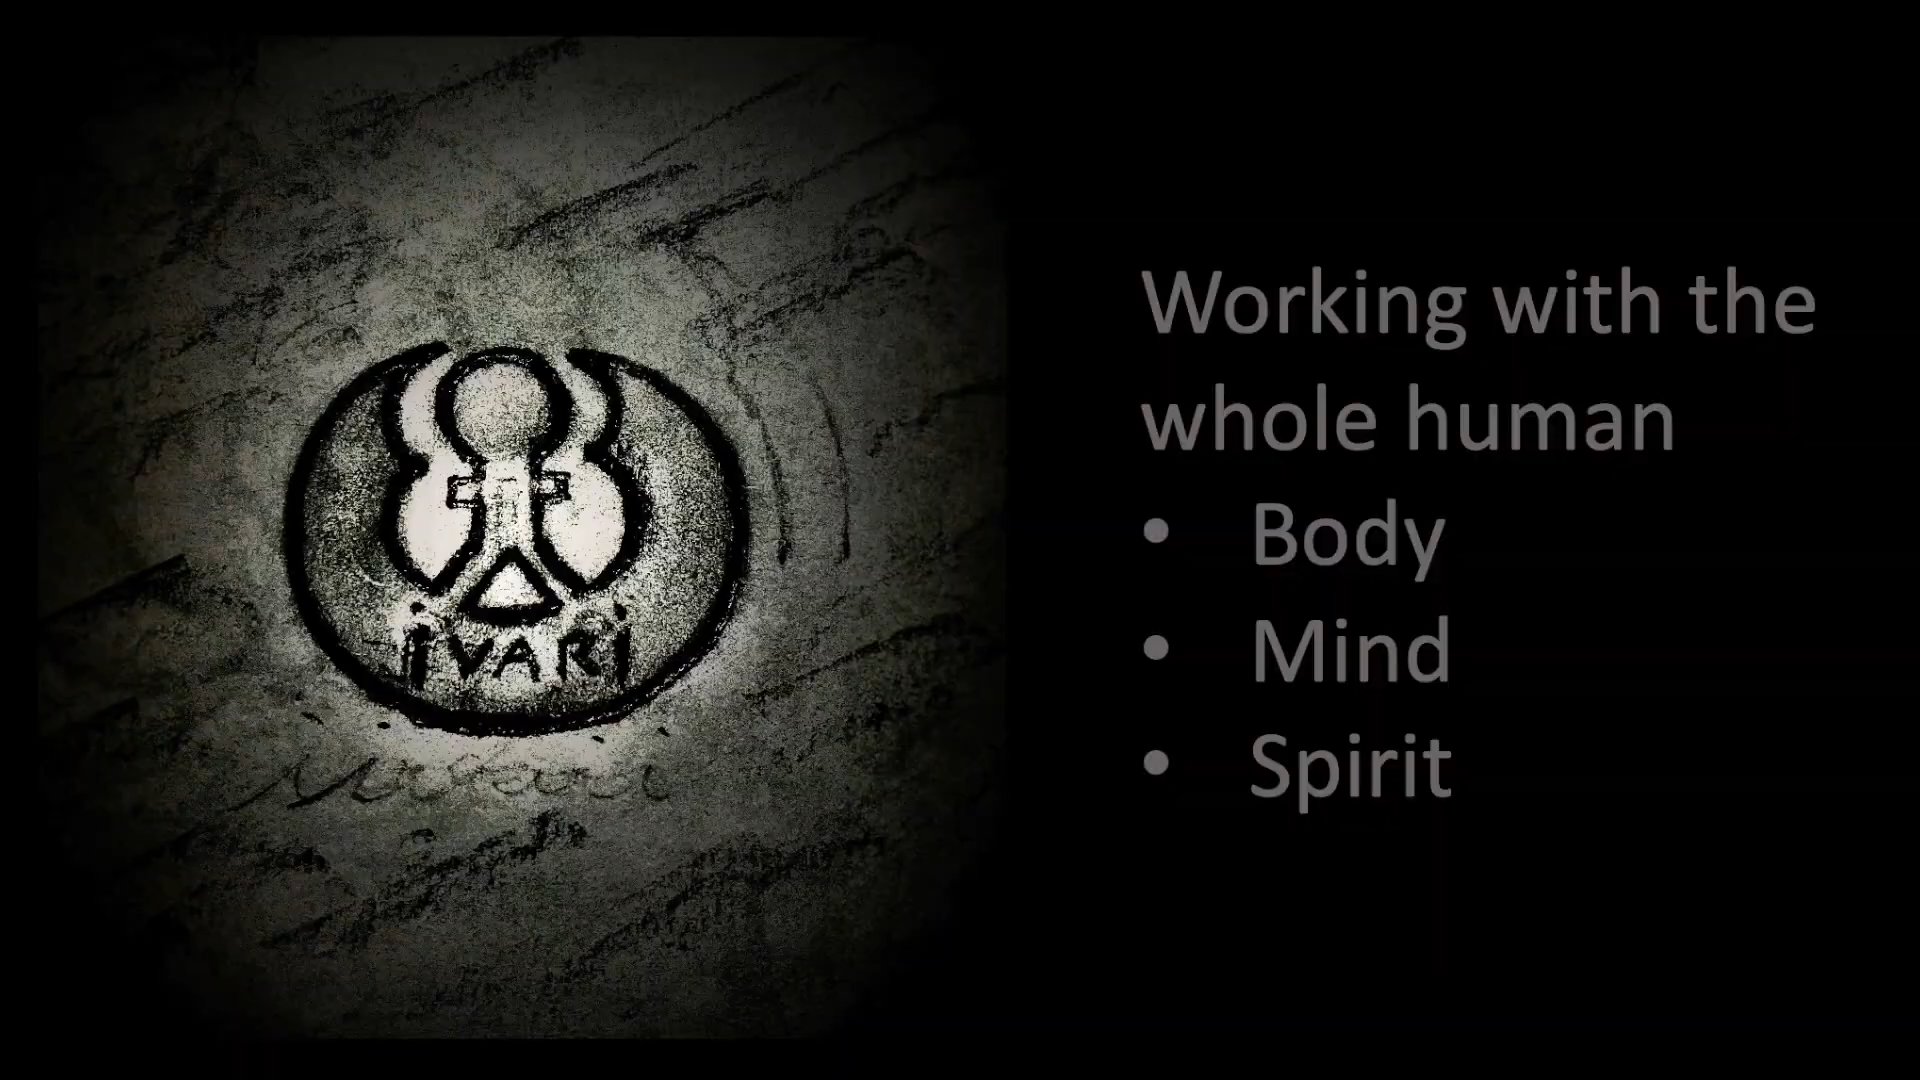 iVARi
Working with the
whole human
• Body
• Mind
• Spirit